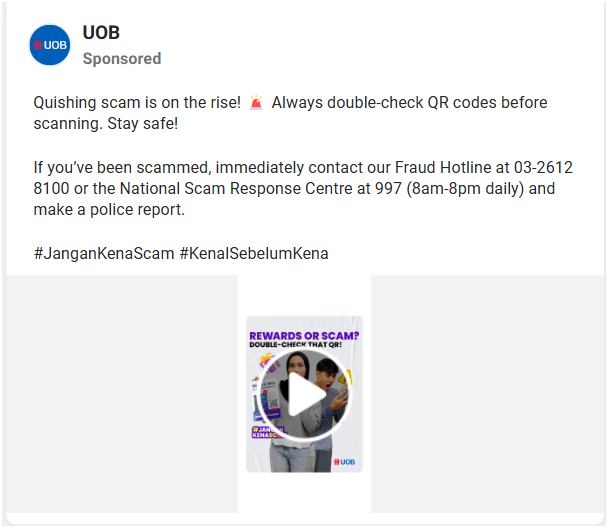 UOB
UOB
Sponsored
Quishing scam is on the rise! 🚨 Always double-check QR codes before
scanning. Stay safe!
If you’ve been scammed, immediately contact our Fraud Hotline at 03-2612
8100 or the National Scam Response Centre at 997 (8am-8pm daily) and
make a police report.
#JanganKenaScam #KenalSebelumKena
REWARDS OR SCAM?
DOUBLE-CHECK THAT QR!
#JANGAN
KENASC
UOB